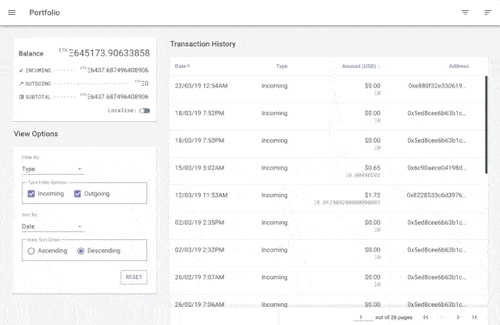 Portfolio
Balance ETH Ξ645173.90633858
INCOMING ETH Ξ6437.687496408906
OUTGOING ETH Ξ0
SUBTOTAL ETH Ξ6437.687496408906
Localise:
View Options
Filter By:
Type
Type Filter Options
Incoming Outgoing
Sort By:
Date
Date Sort Order
Ascending Descending
RESET
Transaction History
Date Type Amount (USD) Address
23/03/19 12:54AM Incoming $0.00 0xe880f32e330619...
Ξ0
18/03/19 7:52PM Incoming $0.00 0x5ed8cee6b63b1c...
Ξ0
18/03/19 7:50PM Incoming $0.00 0x5ed8cee6b63b1c...
Ξ0
15/03/19 3:02AM Incoming $0.65 0x6c90aece04198d...
12/03/19 11:53AM Incoming $1.72 0x8228533c6d3976...
02/03/19 2:35PM Incoming $0.00 0x5ed8cee6b63b1c...
Ξ0
02/03/19 2:32PM Incoming $0.00 0x5ed8cee6b63b1c...
Ξ0
26/02/19 7:07AM Incoming $0.00 0x5ed8cee6b63b1c...
Ξ0
26/02/19 7:06AM Incoming $0.00 0x5ed8cee6b63b1c...
1 out of 26 pages